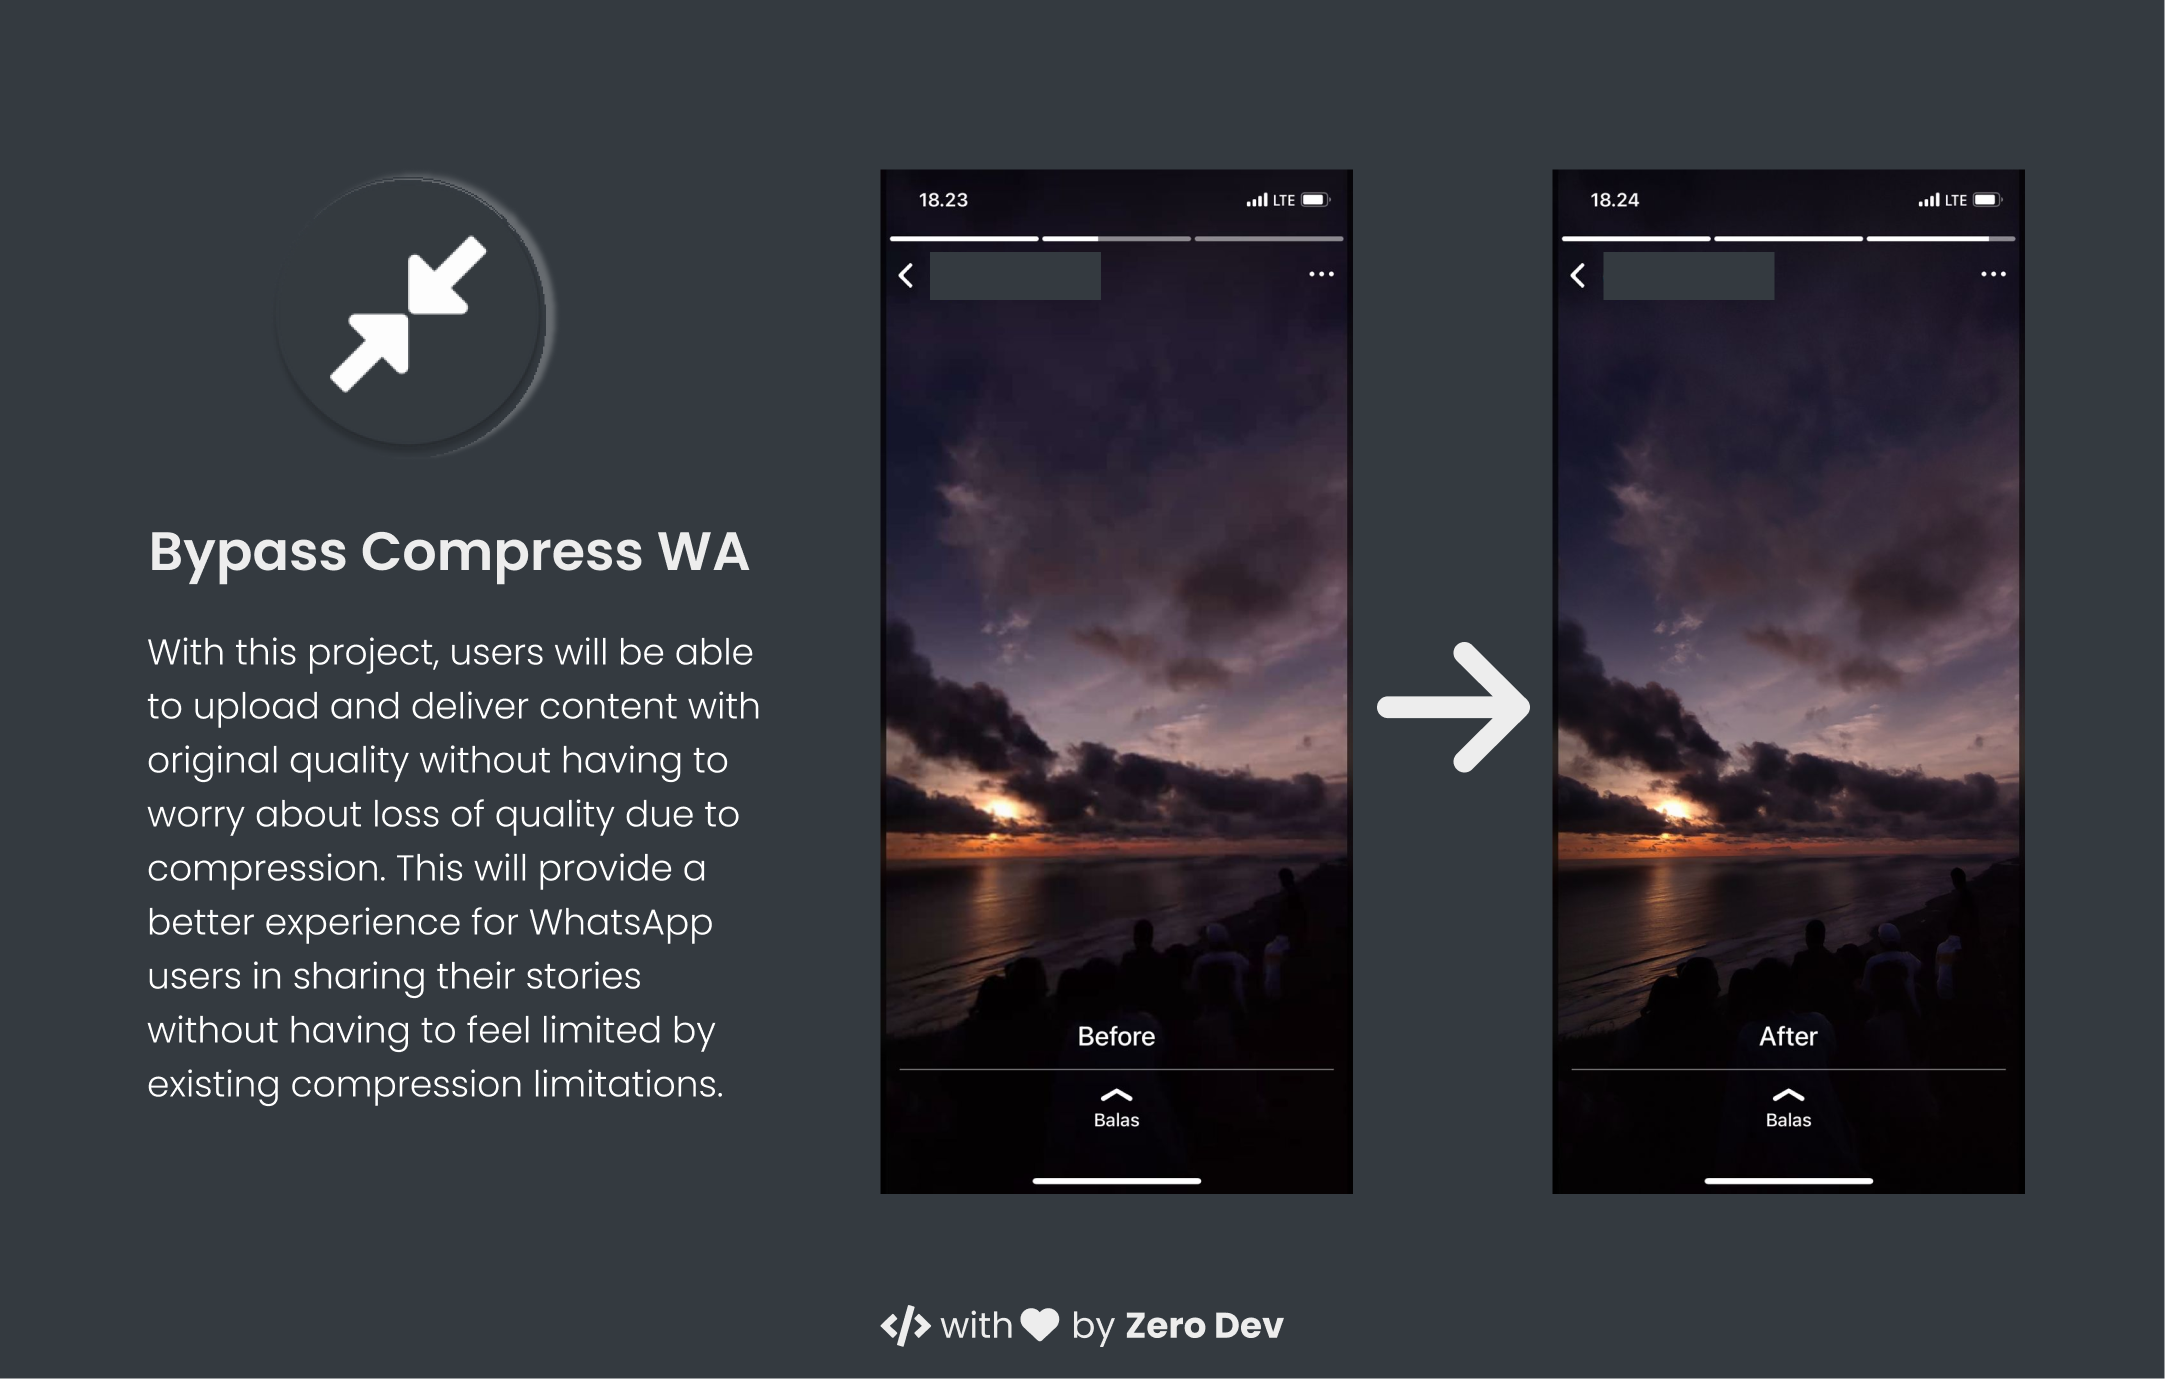 Bypass Compress WA
With this project, users will be able
to upload and deliver content with
original quality without having to
worry about loss of quality due to
compression. This will provide a
better experience for WhatsApp
users in sharing their stories
without having to feel limited by
existing compression limitations.
18.23
LTE
Before
Balas
18.24
LTE
After
Balas
</> with by Zero Dev